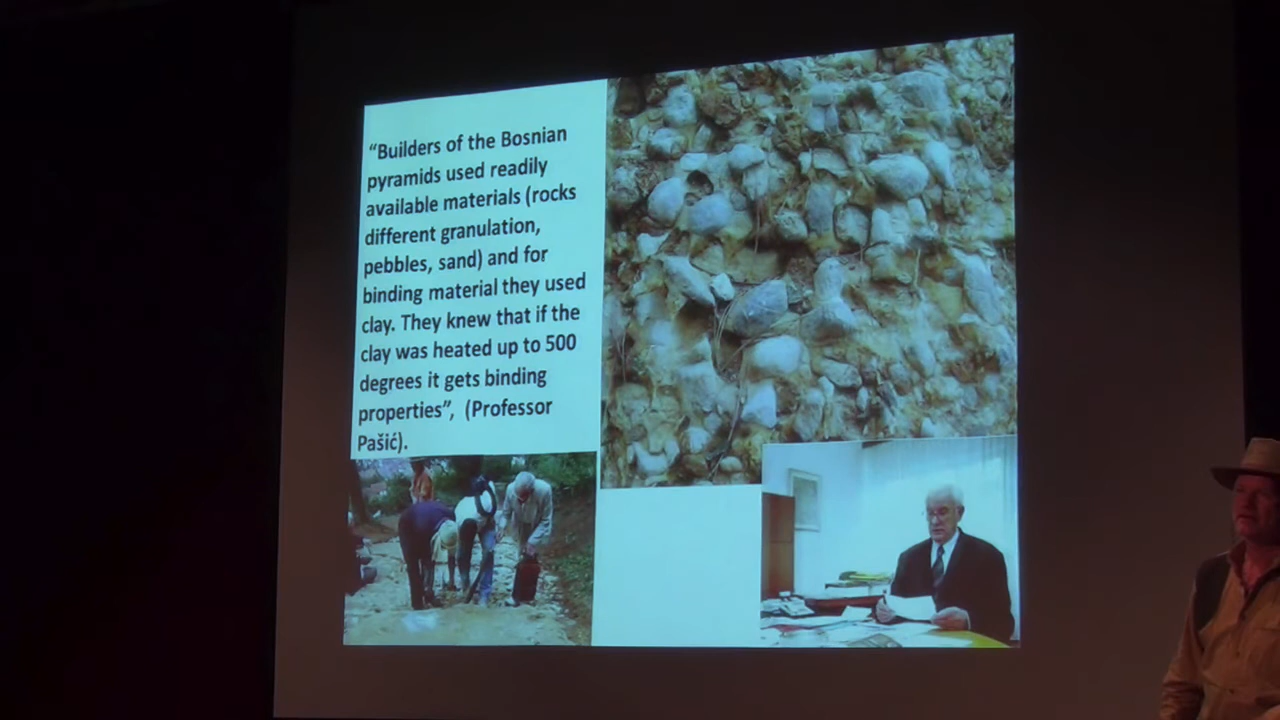 “Builders of the Bosnian
pyramids used readily
available materials (rocks
different granulation,
pebbles, sand) and for
binding material they used
clay. They knew that if the
clay was heated up to 500
degrees it gets binding
properties”, (Professor
Pašić).